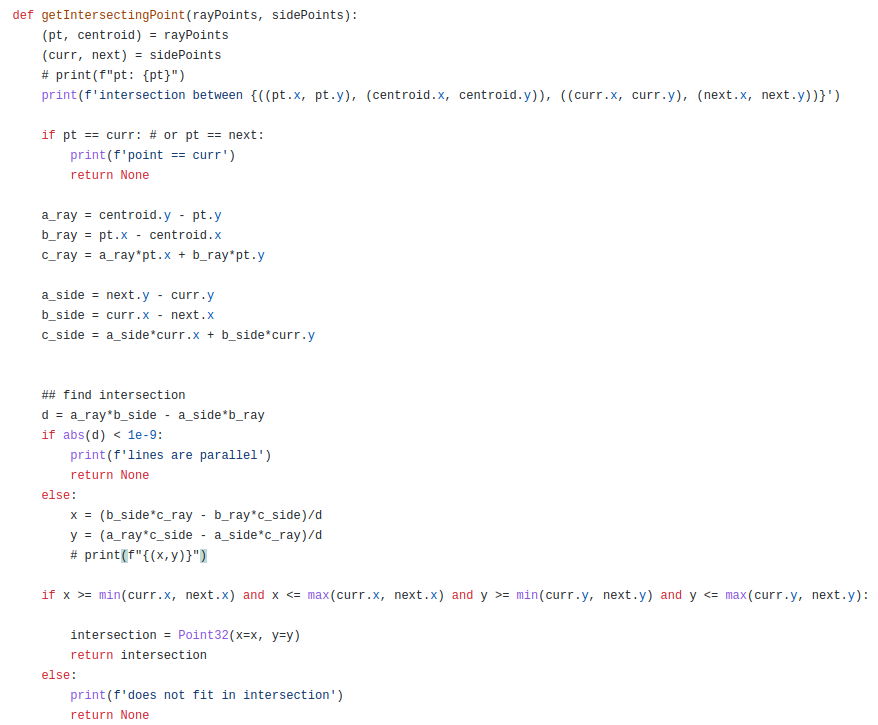 def getIntersectingPoint(rayPoints, sidePoints):
    (pt, centroid) = rayPoints
    (curr, next) = sidePoints
    # print(f"pt: {pt}")
    print(f'intersection between {((pt.x, pt.y), (centroid.x, centroid.y)), ((curr.x, curr.y), (next.x, next.y))}')

    if pt == curr: # or pt == next:
        print(f'point == curr')
        return None

    a_ray = centroid.y - pt.y
    b_ray = pt.x - centroid.x
    c_ray = a_ray*pt.x + b_ray*pt.y

    a_side = next.y - curr.y
    b_side = curr.x - next.x
    c_side = a_side*curr.x + b_side*curr.y


    ## find intersection
    d = a_ray*b_side - a_side*b_ray
    if abs(d) < 1e-9:
        print(f'lines are parallel')
        return None
    else:
        x = (b_side*c_ray - b_ray*c_side)/d
        y = (a_ray*c_side - a_side*c_ray)/d
        # print(f"{(x,y)}")

    if x >= min(curr.x, next.x) and x <= max(curr.x, next.x) and y >= min(curr.y, next.y) and y <= max(curr.y, next.y):

        intersection = Point32(x=x, y=y)
        return intersection
    else:
        print(f'does not fit in intersection')
        return None